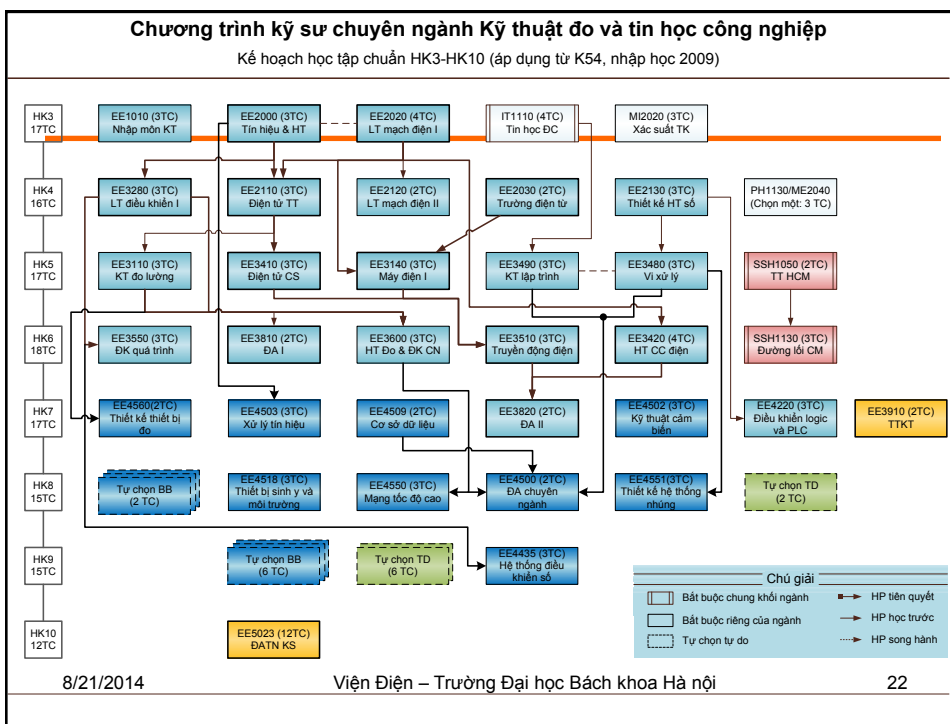 Chương trình kỹ sư chuyên ngành Kỹ thuật đo và tin học công nghiệp
Kế hoạch học tập chuẩn HK3-HK10 (áp dụng từ K54, nhập học 2009)
HK3
17TC
EE1010 (3TC)
Nhập môn KT
EE2000 (3TC)
Tín hiệu & HT
EE2020 (4TC)
LT mạch điện I
IT1110 (4TC)
Tin học ĐC
MI2020 (3TC)
Xác suất TK
HK4
16TC
EE3280 (3TC)
LT điều khiển I
EE2110 (3TC)
Điện tử TT
EE2120 (2TC)
LT mạch điện II
EE2030 (2TC)
Trường điện từ
EE2130 (3TC)
Thiết kế HT số
PH1130/ME2040
(Chọn một: 3 TC)
HK5
17TC
EE3110 (3TC)
KT đo lường
EE3410 (3TC)
Điện tử CS
EE3140 (3TC)
Máy điện I
EE3490 (3TC)
KT lập trình
EE3480 (3TC)
Vi xử lý
SSH1050 (2TC)
TT HCM
HK6
18TC
EE3550 (3TC)
ĐK quá trình
EE3810 (2TC)
ĐA I
EE3600 (3TC)
HT Đo & ĐK CN
EE3510 (3TC)
Truyền động điện
EE3420 (4TC)
HT CC điện
SSH1130 (3TC)
Đường lối CM
HK7
17TC
EE4560(2TC)
Thiết kế thiết bị
đo
EE4503 (3TC)
Xử lý tín hiệu
EE4509 (2TC)
Cơ sở dữ liệu
EE3820 (2TC)
ĐA II
EE4502 (3TC)
Kỹ thuật cảm
biến
EE4220 (3TC)
Điều khiển logic
và PLC
EE3910 (2TC)
TTKT
HK8
15TC
Tự chọn BB
(2 TC)
EE4518 (3TC)
Thiết bị sinh y và
môi trường
EE4550 (3TC)
Mạng tốc độ cao
EE4500 (2TC)
ĐA chuyên
ngành
EE4551(3TC)
Thiết kế hệ thống
nhúng
Tự chọn TD
(2 TC)
HK9
15TC
Tự chọn BB
(6 TC)
Tự chọn TD
(6 TC)
EE4435 (3TC)
Hệ thống điều
khiển số
HK10
12TC
EE5023 (12TC)
ĐATN KS
Chú giải
Bắt buộc chung khối ngành
HP tiên quyết
Bắt buộc riêng của ngành
HP học trước
Tự chọn tự do
HP song hành
8/21/2014
Viện Điện – Trường Đại học Bách khoa Hà nội
22